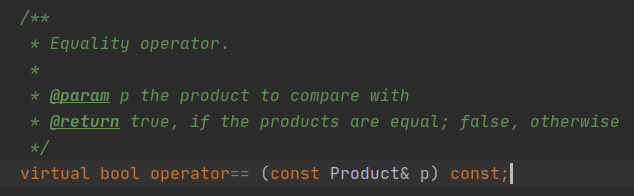 /**
 * Equality operator.
 *
 * @param p the product to compare with
 * @return true, if the products are equal; false, otherwise
 */
virtual bool operator== (const Product& p) const;